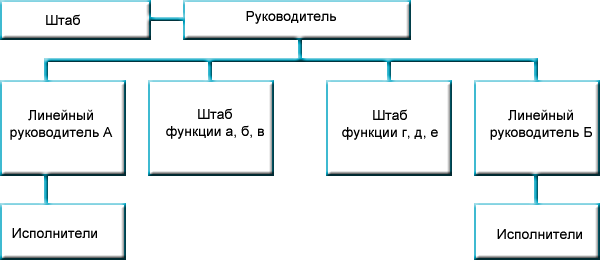 Штаб
Руководитель
Линейный
руководитель А
Штаб
функции а, б, в
Штаб
функции г, д, е
Линейный
руководитель Б
Исполнители
Исполнители